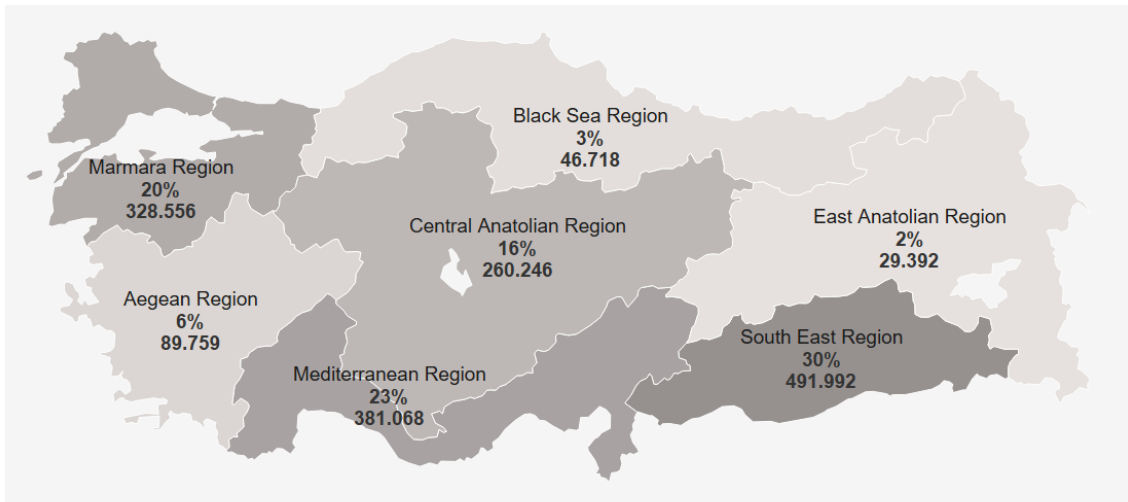 Black Sea Region
3%
46.718
Marmara Region
20%
328.556
Central Anatolian Region
16%
260.246
East Anatolian Region
2%
29.392
Aegean Region
6%
89.759
South East Region
30%
491.992
Mediterranean Region
23%
381.068